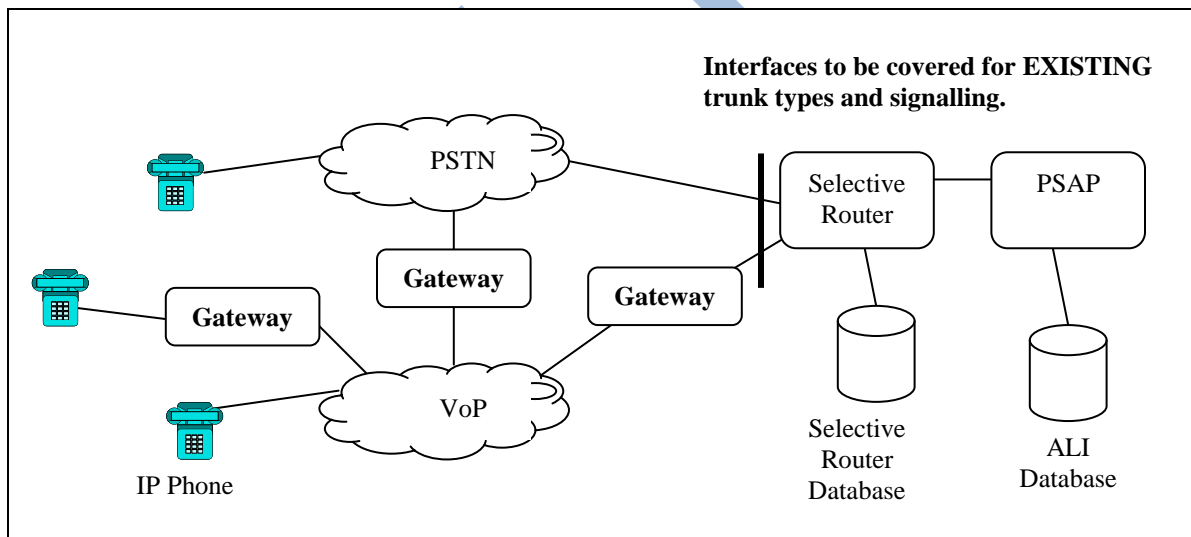 Interfaces to be covered for EXISTING
trunk types and signalling.
PSTN
Selective
Router
PSAP
Gateway
Gateway
Gateway
VoP
IP Phone
Selective
Router
Database
ALI
Database